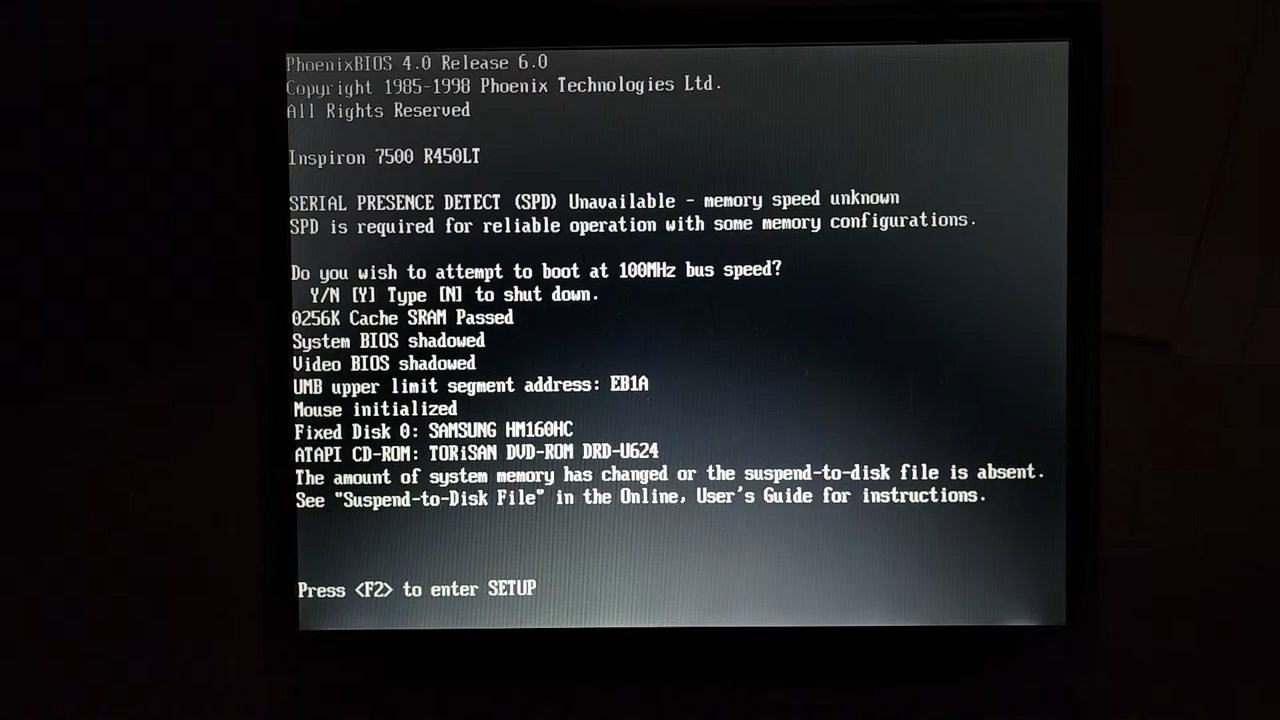 PhoenixBIOS 4.0 Release 6.0
Copyright 1985-1998 Phoenix Technologies Ltd.
All Rights Reserved
Inspiron 7500 R450LT
SERIAL PRESENCE DETECT (SPD) Unavailable - memory speed unknown
SPD is required for reliable operation with some memory configurations.
Do you wish to attempt to boot at 100MHz bus speed?
Y/N [Y] Type [N] to shut down.
0256K Cache SRAM Passed
System BIOS shadowed
Video BIOS shadowed
UMB upper limit segment address: EB1A
Mouse initialized
Fixed Disk 0: SAMSUNG HM160HC
ATAPI CD-ROM: TORiSAN DVD-ROM DRD-U624
The amount of system memory has changed or the suspend-to-disk file is absent.
See "Suspend-to-Disk File" in the Online, User's Guide for instructions.
Press <F2> to enter SETUP